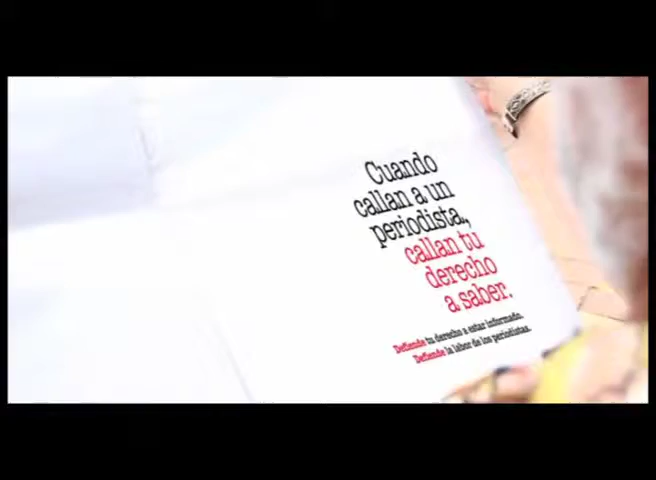 Cuando
callan a un
periodista,
callan tu
derecho
a saber.
Defiende tu derecho a estar informado.
Defiende la labor de los periodistas.